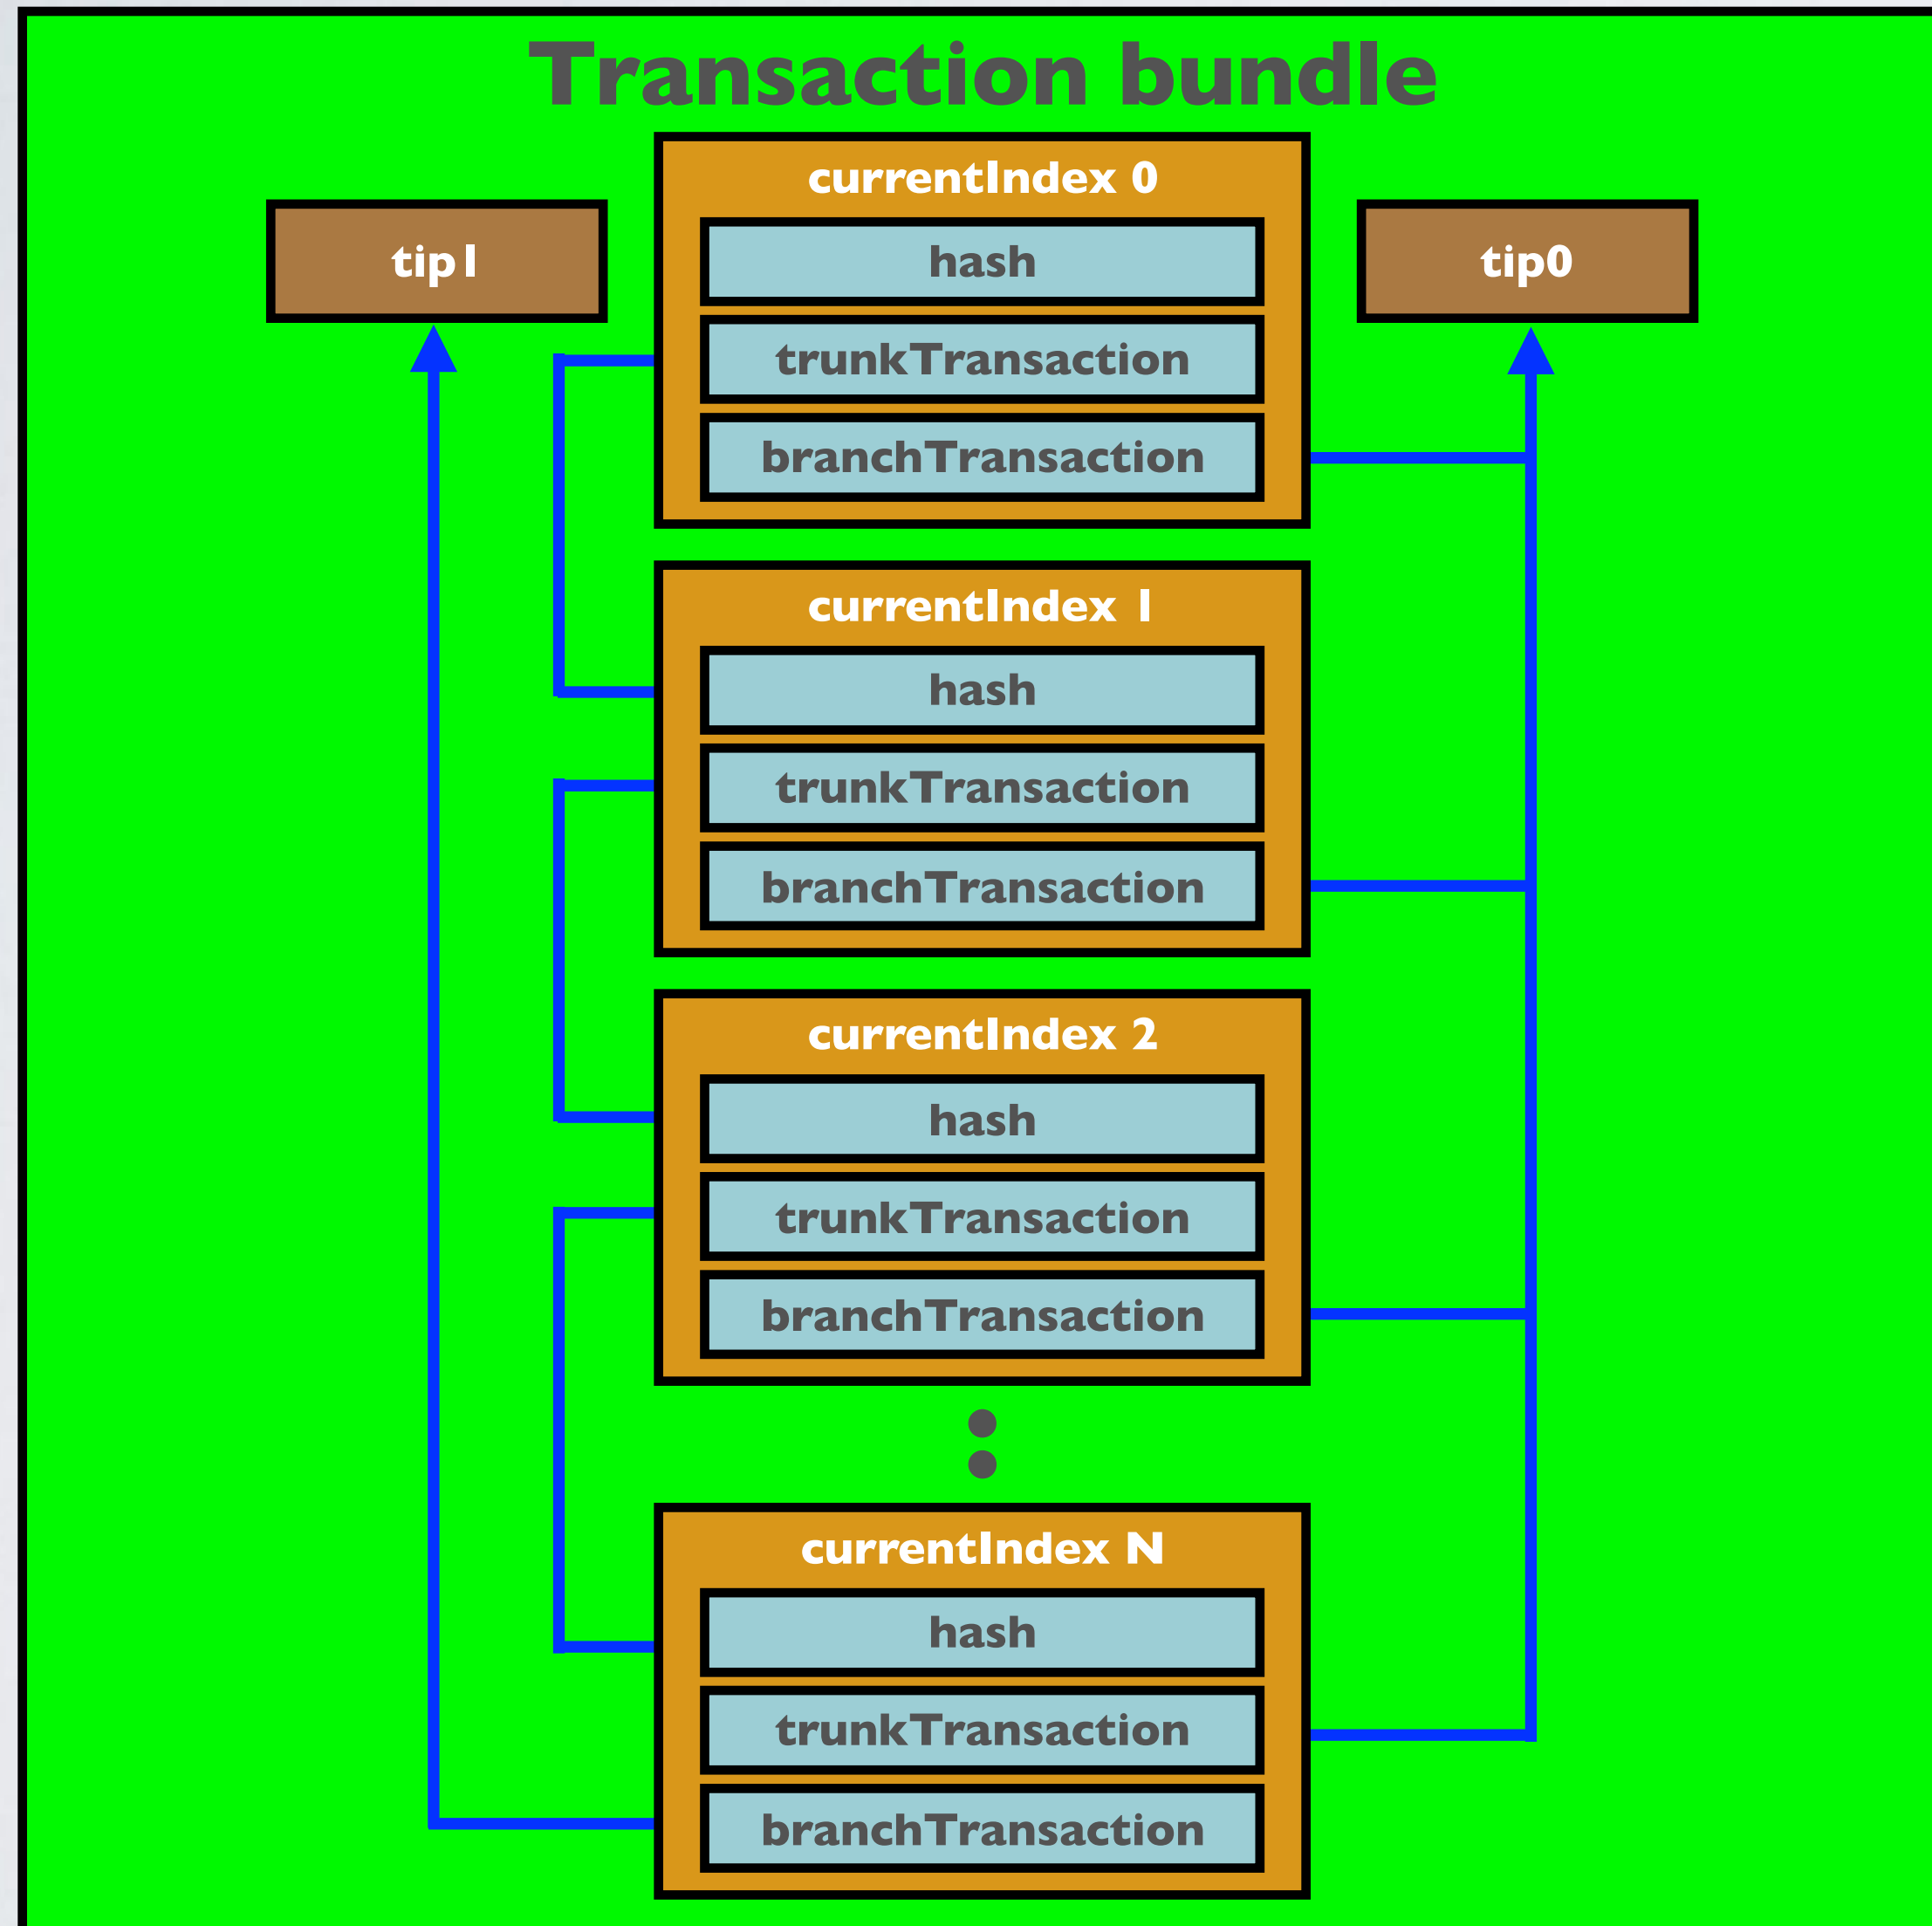 Transaction bundle
tip1
tip0
currentIndex 0
hash
trunkTransaction
branchTransaction
currentIndex 1
hash
trunkTransaction
branchTransaction
currentIndex 2
hash
trunkTransaction
branchTransaction
currentIndex N
hash
trunkTransaction
branchTransaction